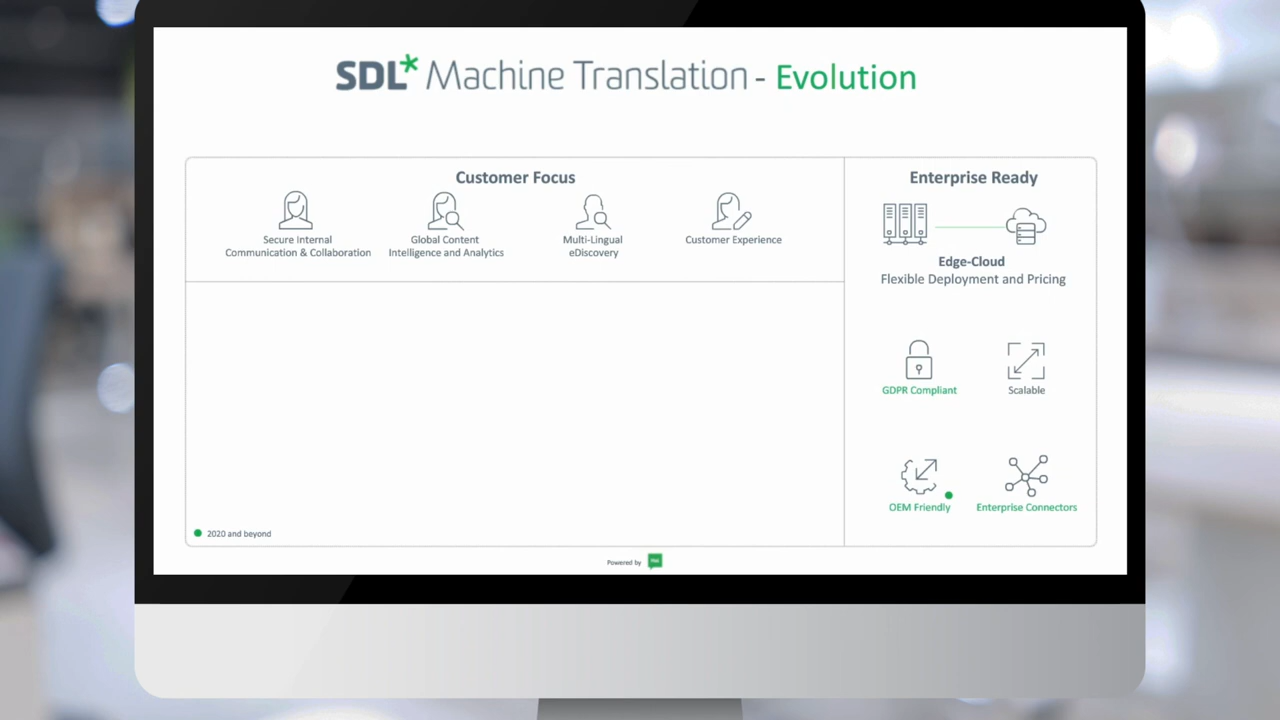 SDL* Machine Translation - Evolution
Customer Focus
Secure Internal
Communication & Collaboration
Global Content
Intelligence and Analytics
Multi-Lingual
eDiscovery
Customer Experience
2020 and beyond
Enterprise Ready
Edge-Cloud
Flexible Deployment and Pricing
GDPR Compliant
Scalable
OEM Friendly
Enterprise Connectors
Powered by